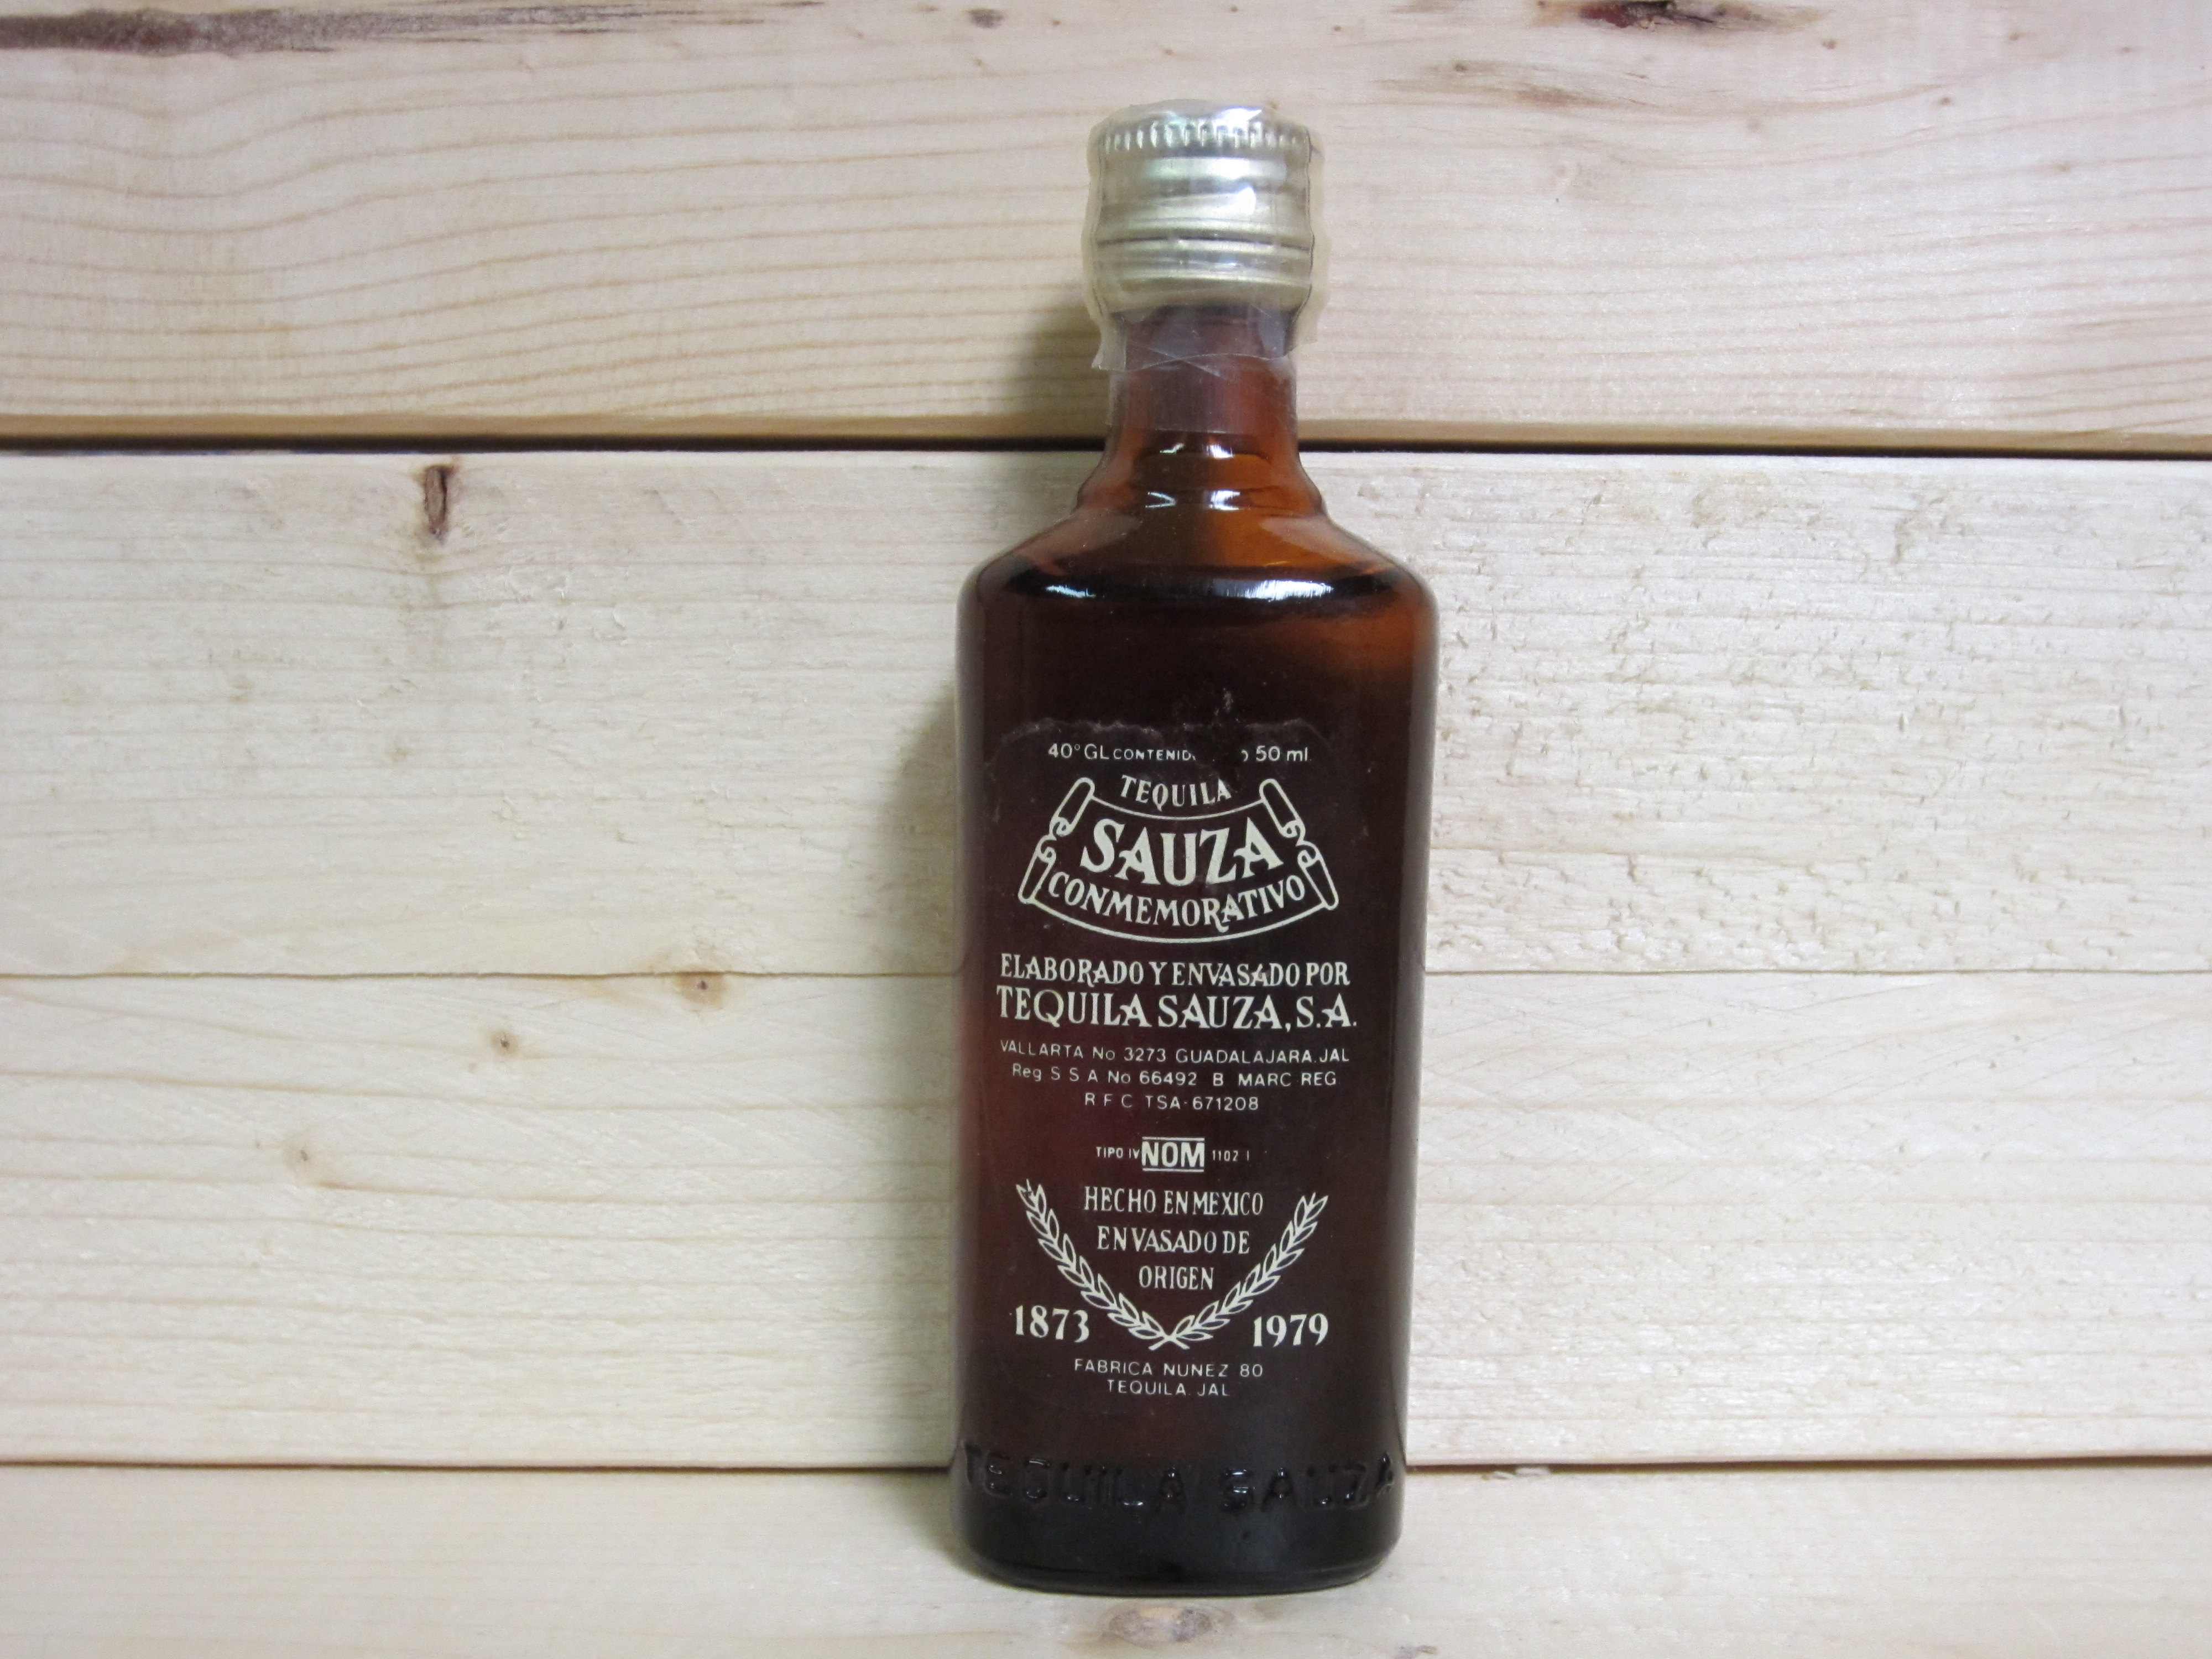 40° GL CONTENID 50 ml.
TEQUILA
SAUZA
CONMEMORATIVO
ELABORADO Y ENVASADO POR
TEQUILA SAUZA, S.A.
VALLARTA No 3273 GUADALAJARA. JAL
Reg S S A No 66492 B MARC REG
R F C TSA-671208
TIPO IV NOM 1102 I
HECHO EN MEXICO
ENVASADO DE
ORIGEN
1873 1979
FABRICA NUNEZ 80
TEQUILA. JAL
TEQUILA SAUZA